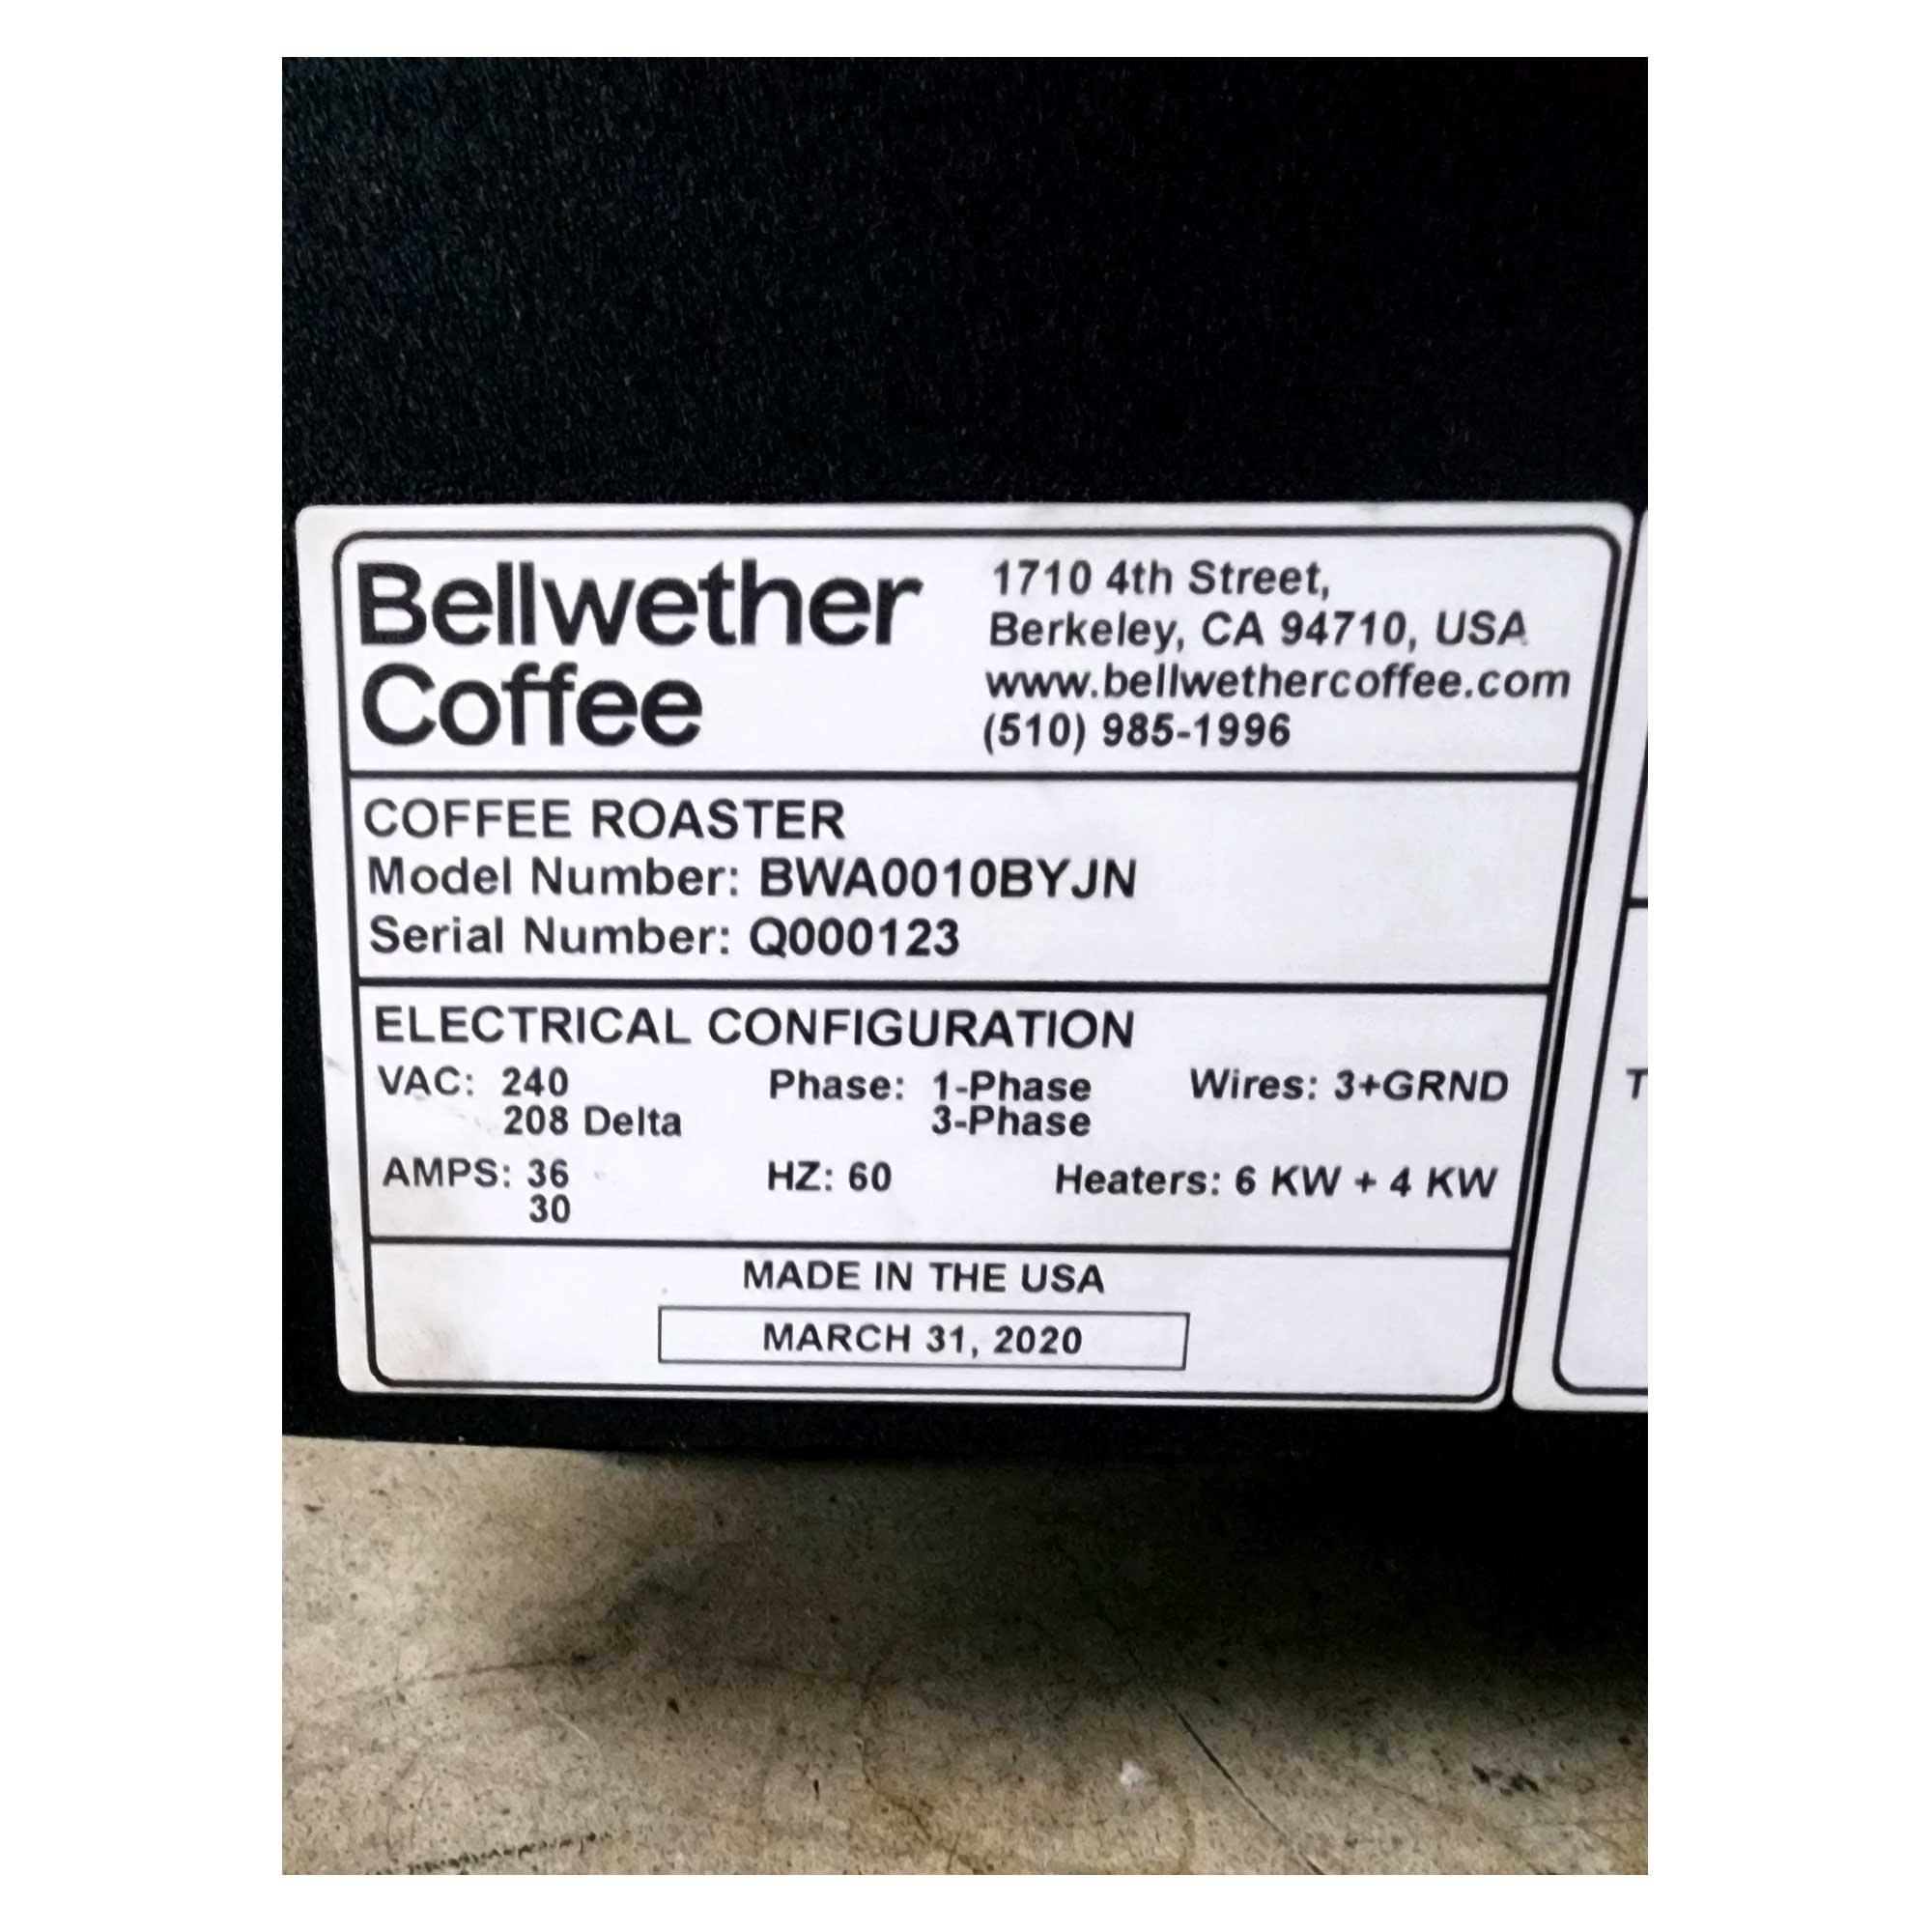 Bellwether
Coffee
1710 4th Street,
Berkeley, CA 94710, USA
www.bellwethercoffee.com
(510) 985-1996
COFFEE ROASTER
Model Number: BWA0010BYJN
Serial Number: Q000123
ELECTRICAL CONFIGURATION
VAC: 240 Phase: 1-Phase Wires: 3+GRND
208 Delta 3-Phase
AMPS: 36 HZ: 60 Heaters: 6 KW + 4 KW
30
MADE IN THE USA
MARCH 31, 2020
T